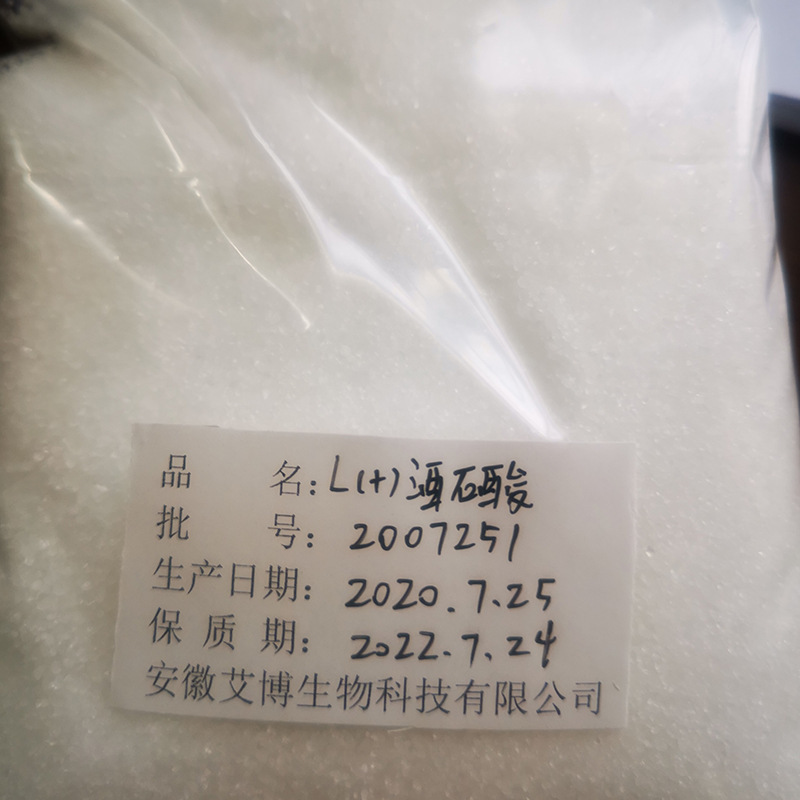 品 名: L(+)酒石酸
批 号: 2007251
生产日期: 2020.7.25
保 质 期: 2022.7.24
安徽艾博生物科技有限公司